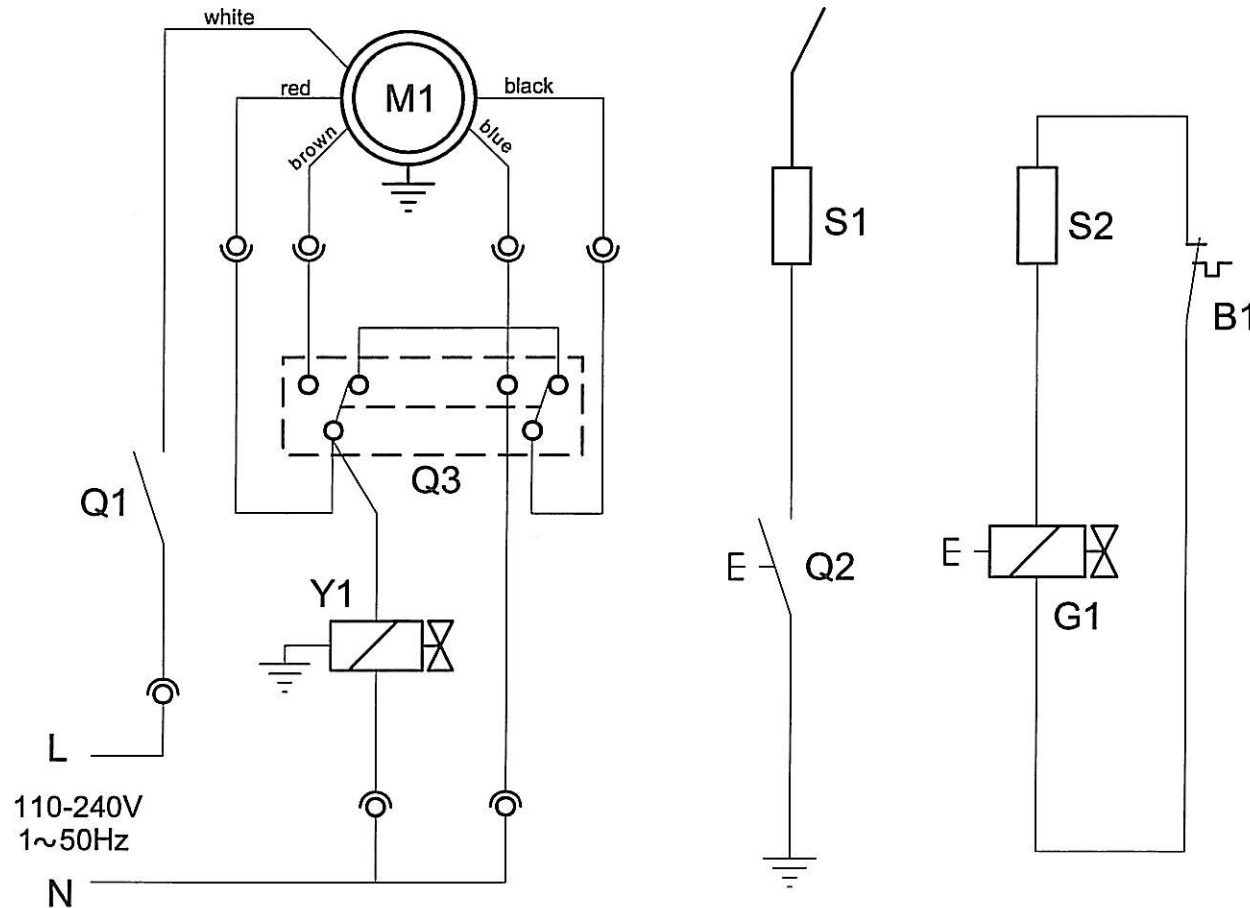 white
red
M1
black
brown
blue
S1
S2
B1
Q3
Q1
Q2
Y1
G1
L
110-240V
1~50Hz
N